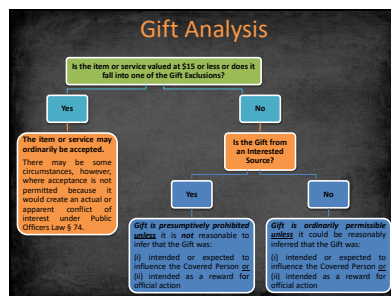 Gift Analysis
Is the item or service valued at $15 or less or does it
fall into one of the Gift Exclusions?
Yes
No
The item or service may
ordinarily be accepted.
There may be some
circumstances, however,
where acceptance is not
permitted because it
would create an actual or
apparent conflict of
interest under Public
Officers Law § 74.
Is the Gift from
an Interested
Source?
Yes
No
Gift is presumptively prohibited
unless it is not reasonable to
infer that the Gift was:
(i) intended or expected to
influence the Covered Person or
(ii) intended as a reward for
official action
Gift is ordinarily permissible
unless it could be reasonably
inferred that the Gift was:
(i) intended or expected to
influence the Covered Person or
(ii) intended as a reward for
official action